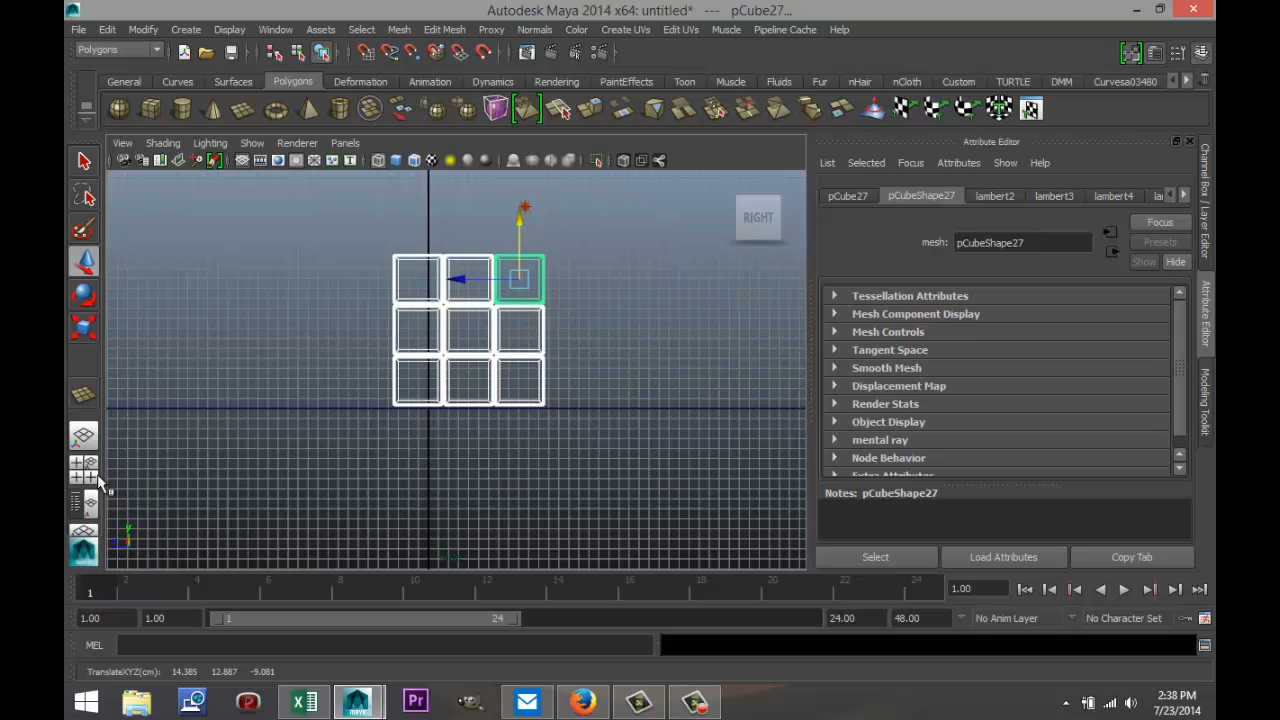 Autodesk Maya 2014 x64: untitled* --- pCube27...
File Edit Modify Create Display Window Assets Select Mesh Edit Mesh Proxy Normals Color Create UVs Edit UVs Muscle Pipeline Cache Help
Polygons
General Curves Surfaces Polygons Deformation Animation Dynamics Rendering PaintEffects Toon Muscle Fluids Fur nHair nCloth Custom TURTLE DMM Curvesa03480
View Shading Lighting Show Renderer Panels
Attribute Editor
List Selected Focus Attributes Show Help
pCube27 pCubeShape27 lambert2 lambert3 lambert4
Focus
mesh: pCubeShape27
Presets
Show Hide
RIGHT
Tessellation Attributes
Mesh Component Display
Mesh Controls
Tangent Space
Smooth Mesh
Displacement Map
Render Stats
Object Display
mental ray
Node Behavior
Extra Attributes
Notes: pCubeShape27
Select Load Attributes Copy Tab
Channel Box / Layer Editor
Attribute Editor
Modeling Toolkit
y
2 4 6 8 10 12 14 16 18 20 22 24
1
1.00
1.00 1.00 1 24 24.00 48.00 No Anim Layer No Character Set
MEL
TranslateXYZ(cm): 14.385 12.887 -9.081
Pr
2:38 PM
7/23/2014